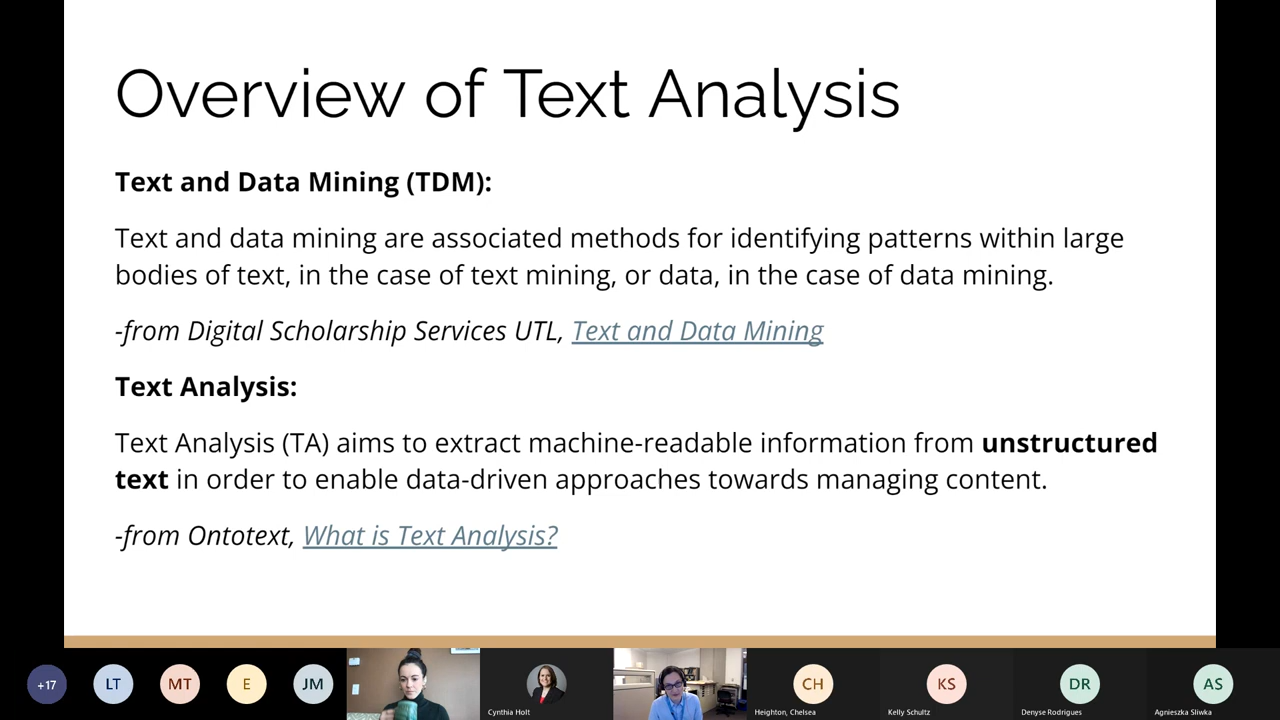 Overview of Text Analysis
Text and Data Mining (TDM):
Text and data mining are associated methods for identifying patterns within large
bodies of text, in the case of text mining, or data, in the case of data mining.
-from Digital Scholarship Services UTL, Text and Data Mining
Text Analysis:
Text Analysis (TA) aims to extract machine-readable information from unstructured
text in order to enable data-driven approaches towards managing content.
-from Ontotext, What is Text Analysis?
+17
LT
MT
E
JM
Cynthia Holt
CH
Heighton, Chelsea
KS
Kelly Schultz
DR
Denyse Rodrigues
AS
Agnieszka Sliwka